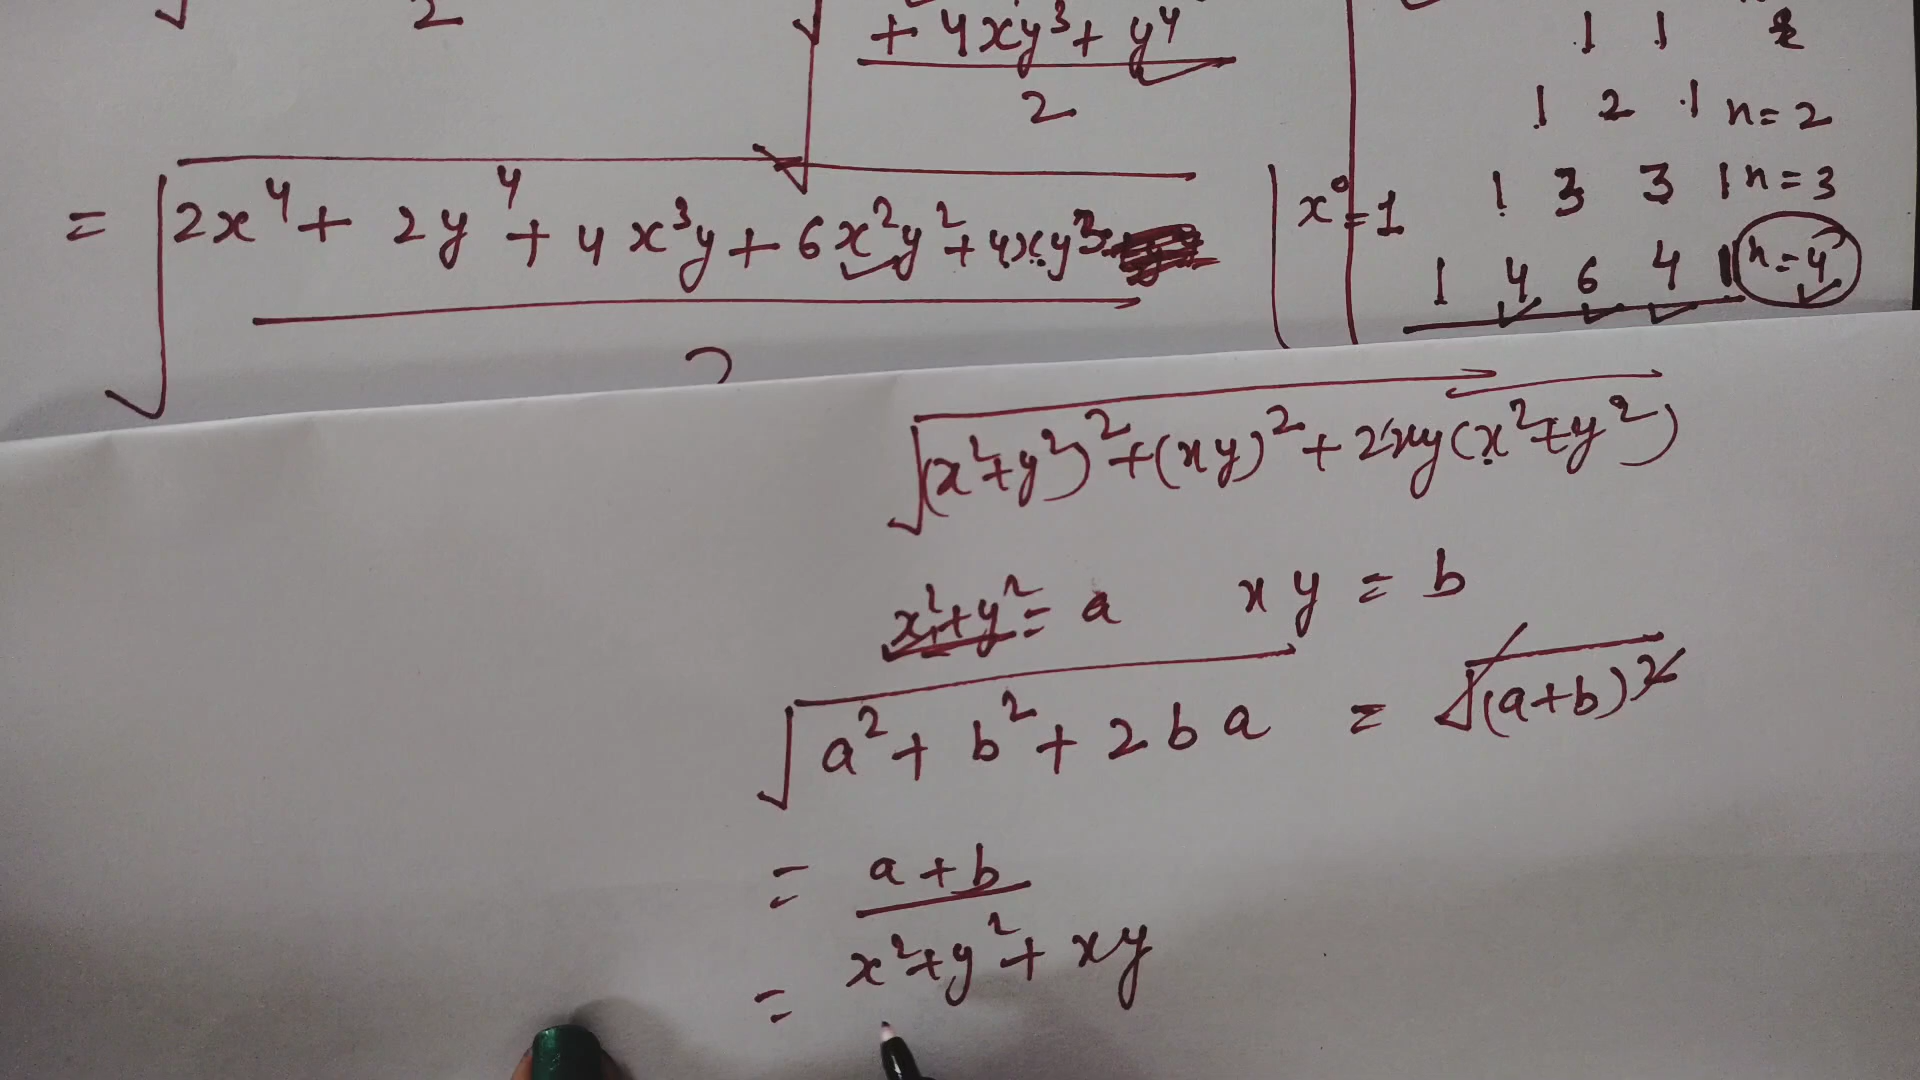 √ 2
√ + 4xy³ + y⁴
2
= √ 2x⁴ + 2y⁴ + 4x³y + 6x²y² + 4xy³
2
1 1
1 2 1 n = 2
x⁰ = 1
1 3 3 1 n = 3
1 4 6 4 1 n = 4
√(x²+y²)² + (xy)² + 2xy(x²+y²)
x²+y² = a xy = b
√a² + b² + 2ba = √(a+b)²
= a + b
= x²+y² + xy